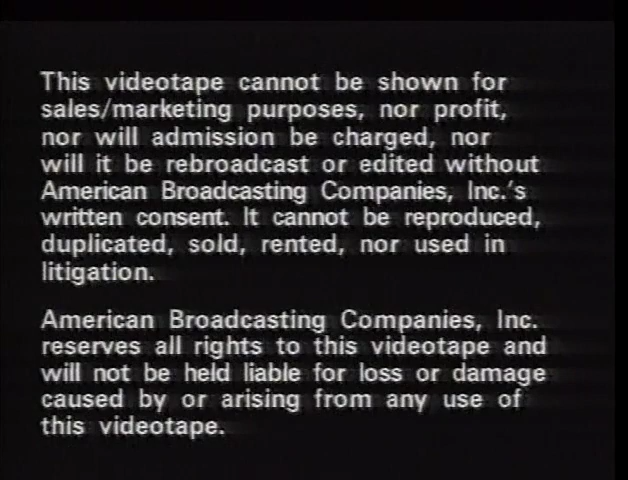 This videotape cannot be shown for
sales/marketing purposes, nor profit,
nor will admission be charged, nor
will it be rebroadcast or edited without
American Broadcasting Companies, Inc.'s
written consent. It cannot be reproduced,
duplicated, sold, rented, nor used in
litigation.
American Broadcasting Companies, Inc.
reserves all rights to this videotape and
will not be held liable for loss or damage
caused by or arising from any use of
this videotape.